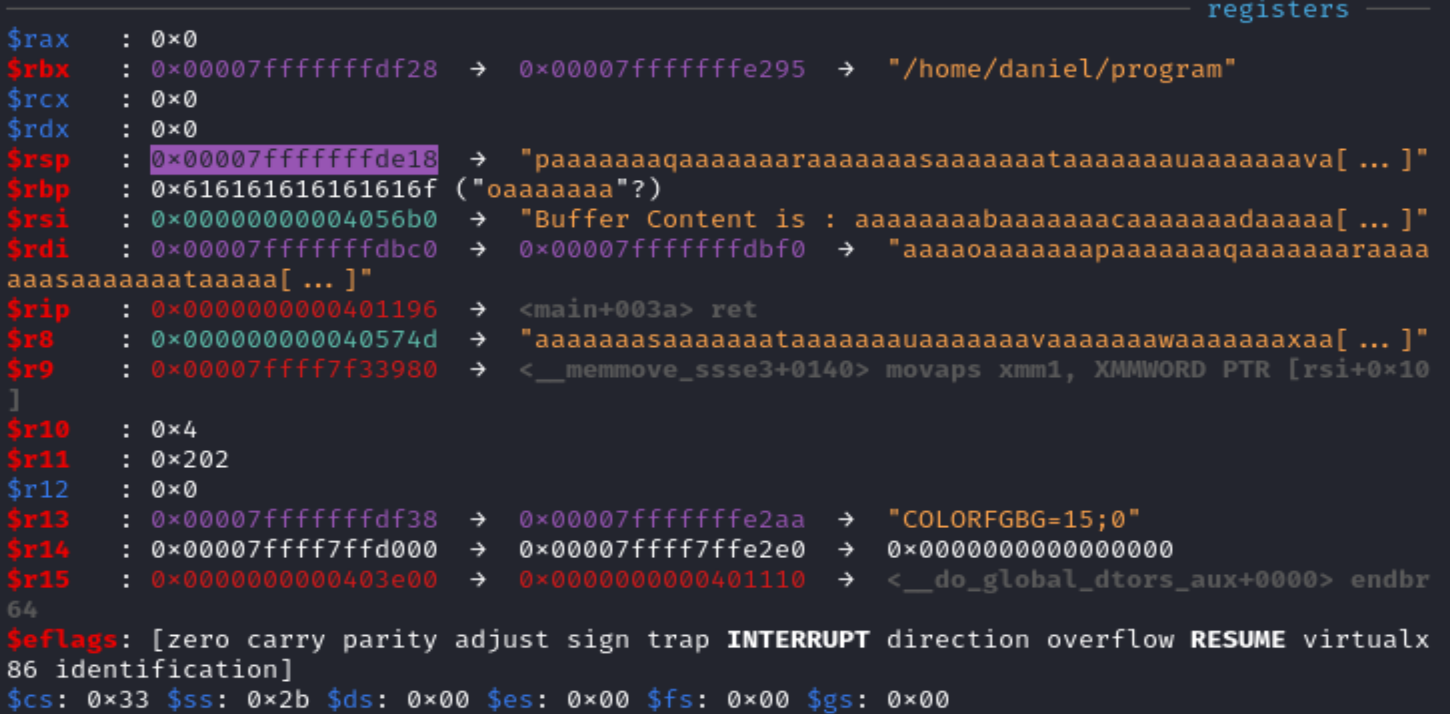 registers
$rax   : 0×0
$rbx   : 0×00007fffffffdf28  →  0×00007fffffffe295  →  "/home/daniel/program"
$rcx   : 0×0
$rdx   : 0×0
$rsp   : 0×00007fffffffde18  →  "paaaaaaaqaaaaaaaraaaaaaasaaaaaaataaaaaaauaaaaaaava[ … ]"
$rbp   : 0×616161616161616f ("oaaaaaaa"?)
$rsi   : 0×00000000004056b0  →  "Buffer Content is : aaaaaaaabaaaaaaacaaaaaaadaaaaa[ … ]"
$rdi   : 0×00007fffffffdbc0  →  0×00007fffffffdbf0  →  "aaaaoaaaaaaapaaaaaaaqaaaaaaaraaaa
aaasaaaaaaataaaaa[ … ]"
$rip   : 0×0000000000401196  →  <main+003a> ret
$r8    : 0×000000000040574d  →  "aaaaaaasaaaaaaataaaaaaauaaaaaaavaaaaaaawaaaaaaaxaa[ … ]"
$r9    : 0×00007ffff7f33980  →  <__memmove_ssse3+0140> movaps xmm1, XMMWORD PTR [rsi+0×10
]
$r10   : 0×4
$r11   : 0×202
$r12   : 0×0
$r13   : 0×00007fffffffdf38  →  0×00007fffffffe2aa  →  "COLORFGBG=15;0"
$r14   : 0×00007ffff7ffd000  →  0×00007ffff7ffe2e0  →  0×0000000000000000
$r15   : 0×0000000000403e00  →  0×0000000000401110  →  <__do_global_dtors_aux+0000> endbr
64
$eflags: [zero carry parity adjust sign trap INTERRUPT direction overflow RESUME virtualx
86 identification]
$cs: 0×33 $ss: 0×2b $ds: 0×00 $es: 0×00 $fs: 0×00 $gs: 0×00